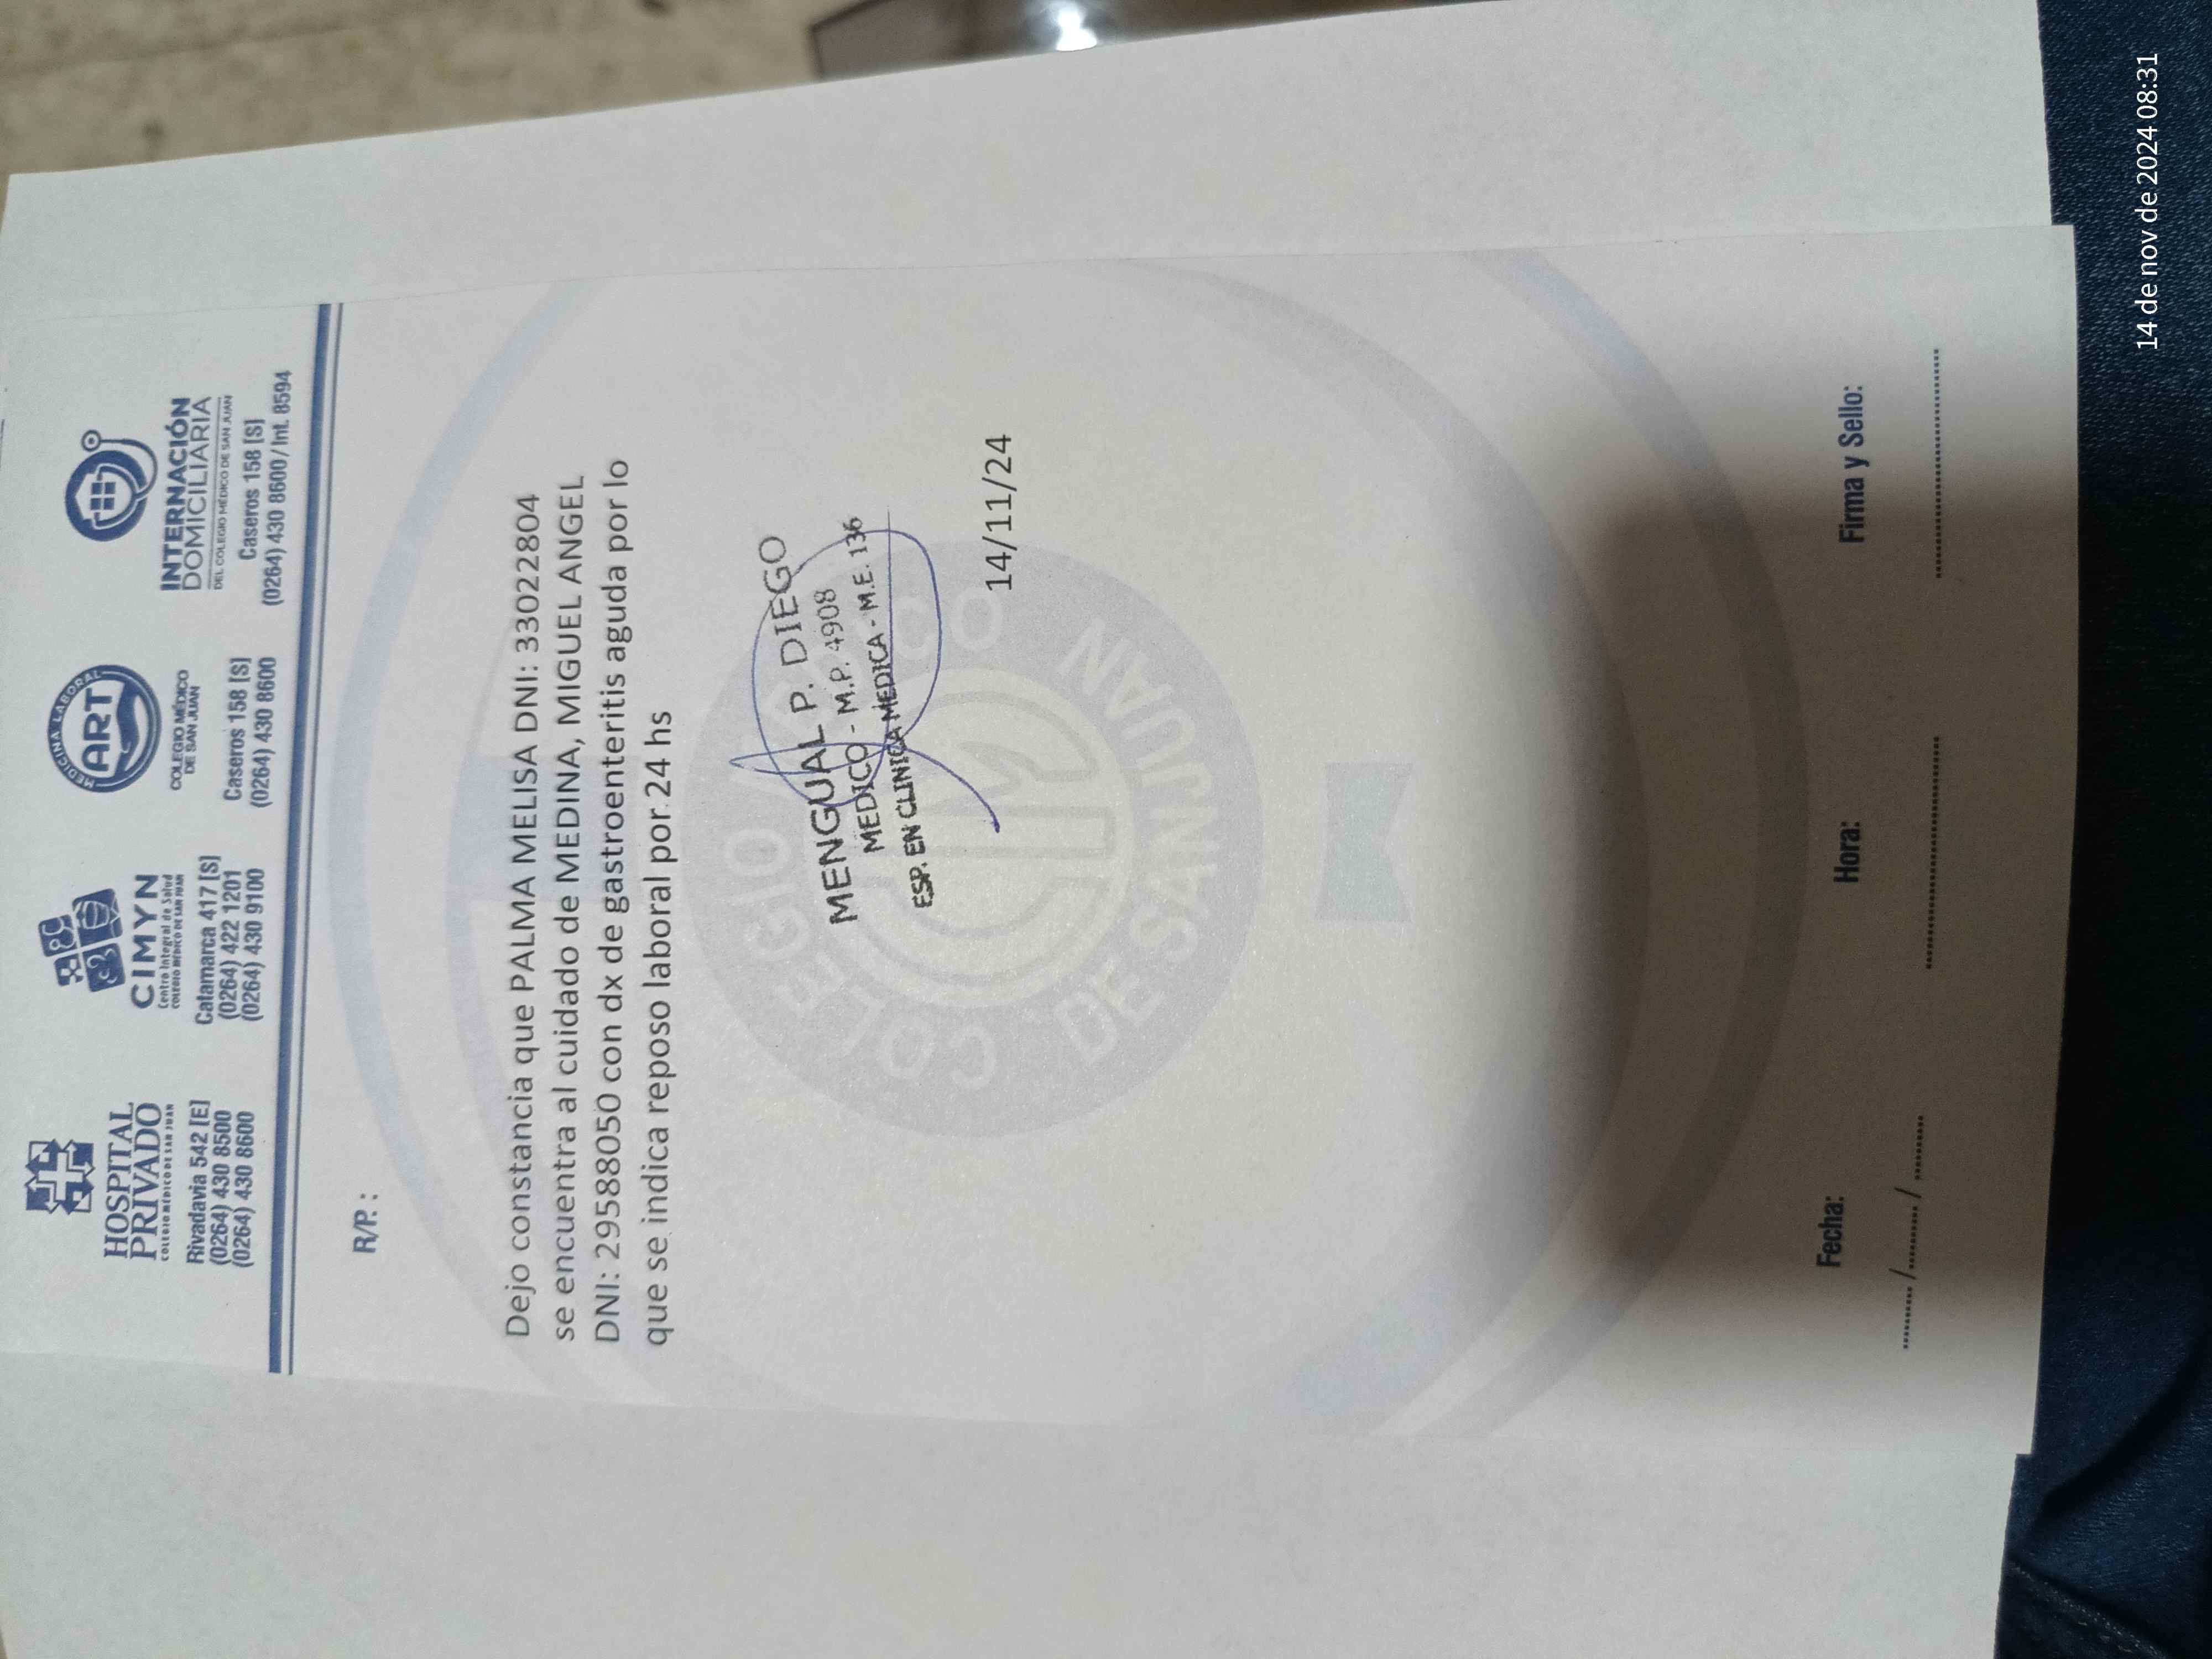 HOSPITAL
PRIVADO
COLEGIO MÉDICO DE SAN JUAN
Rivadavia 542 [E]
(0264) 430 8500
(0264) 430 8600
CIMYN
Centro Integral de Salud
COLEGIO MÉDICO DE SAN JUAN
Catamarca 417 [S]
(0264) 422 1201
(0264) 430 9100
MEDICINA LABORAL
ART
COLEGIO MÉDICO
DE SAN JUAN
Caseros 158 [S]
(0264) 430 8600
INTERNACIÓN
DOMICILIARIA
DEL COLEGIO MÉDICO DE SAN JUAN
Caseros 158 [S]
(0264) 430 8600/ Int. 8594
R/P. :
Dejo constancia que PALMA MELISA DNI: 33022804
se encuentra al cuidado de MEDINA, MIGUEL ANGEL
DNI: 29588050 con dx de gastroenteritis aguda por lo
que se indica reposo laboral por 24 hs
MENGUAL P. DIEGO
MEDICO - M.P. 4908
ESP. EN CLINICA MEDICA - M.E. 136
14/11/24
COLEGIO MÉDICO
DE SAN JUAN
Fecha:
Hora:
Firma y Sello:
......../........./.........
14 de nov de 2024 08:31